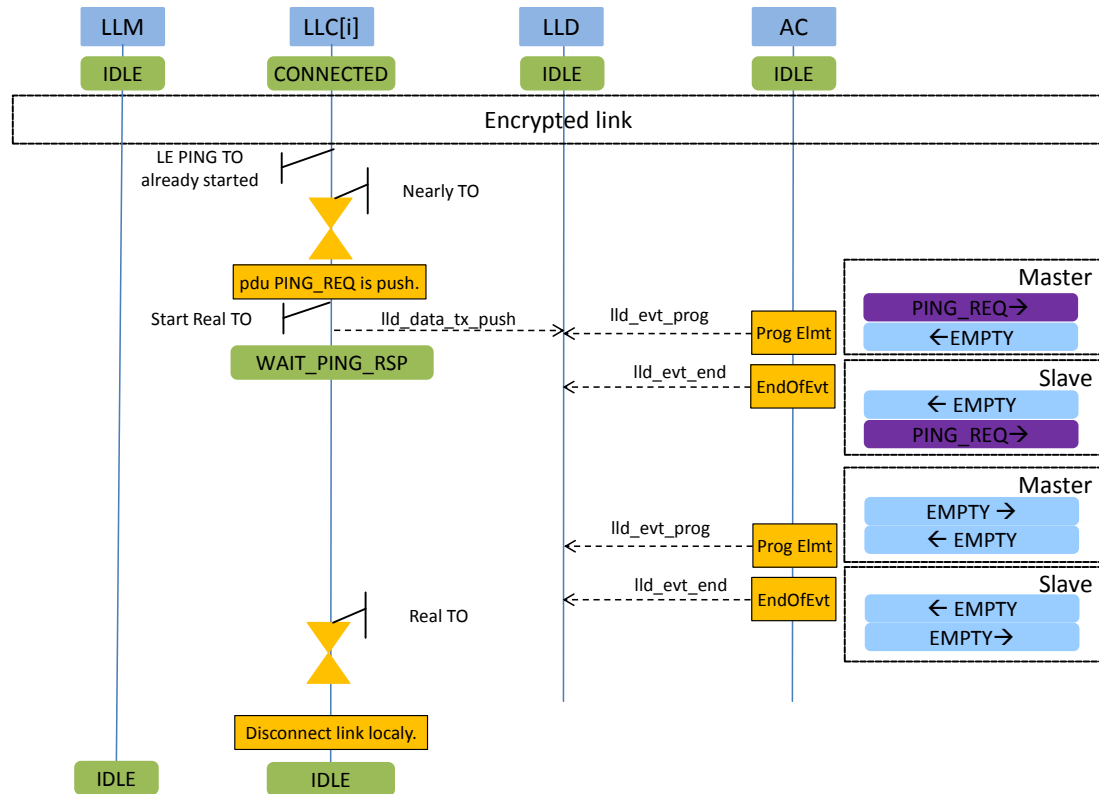 LLM
LLC[i]
LLD
AC
IDLE
CONNECTED
IDLE
IDLE
Encrypted link
LE PING TO
already started
Nearly TO
pdu PING_REQ is push.
Start Real TO
lld_data_tx_push
lld_evt_prog
Prog Elmt
Master
PING_REQ→
←EMPTY
WAIT_PING_RSP
lld_evt_end
EndOfEvt
Slave
← EMPTY
PING_REQ→
Master
EMPTY →
← EMPTY
lld_evt_prog
Prog Elmt
lld_evt_end
EndOfEvt
Slave
← EMPTY
EMPTY→
Real TO
Disconnect link localy.
IDLE
IDLE